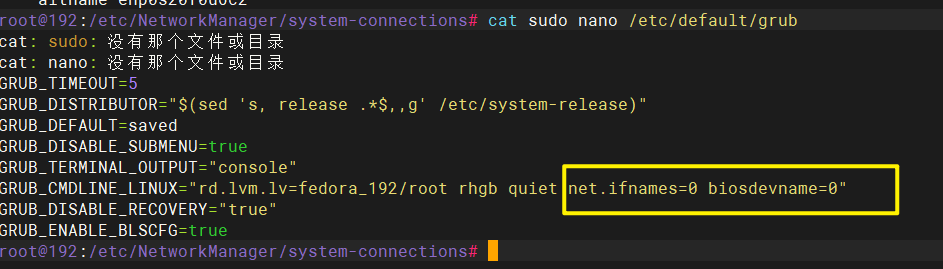 altname enp0s20f0u6c2
root@192:/etc/NetworkManager/system-connections# cat sudo nano /etc/default/grub
cat: sudo: 没有那个文件或目录
cat: nano: 没有那个文件或目录
GRUB_TIMEOUT=5
GRUB_DISTRIBUTOR="$(sed 's, release .*$,,g' /etc/system-release)"
GRUB_DEFAULT=saved
GRUB_DISABLE_SUBMENU=true
GRUB_TERMINAL_OUTPUT="console"
GRUB_CMDLINE_LINUX="rd.lvm.lv=fedora_192/root rhgb quiet net.ifnames=0 biosdevname=0"
GRUB_DISABLE_RECOVERY="true"
GRUB_ENABLE_BLSCFG=true
root@192:/etc/NetworkManager/system-connections#